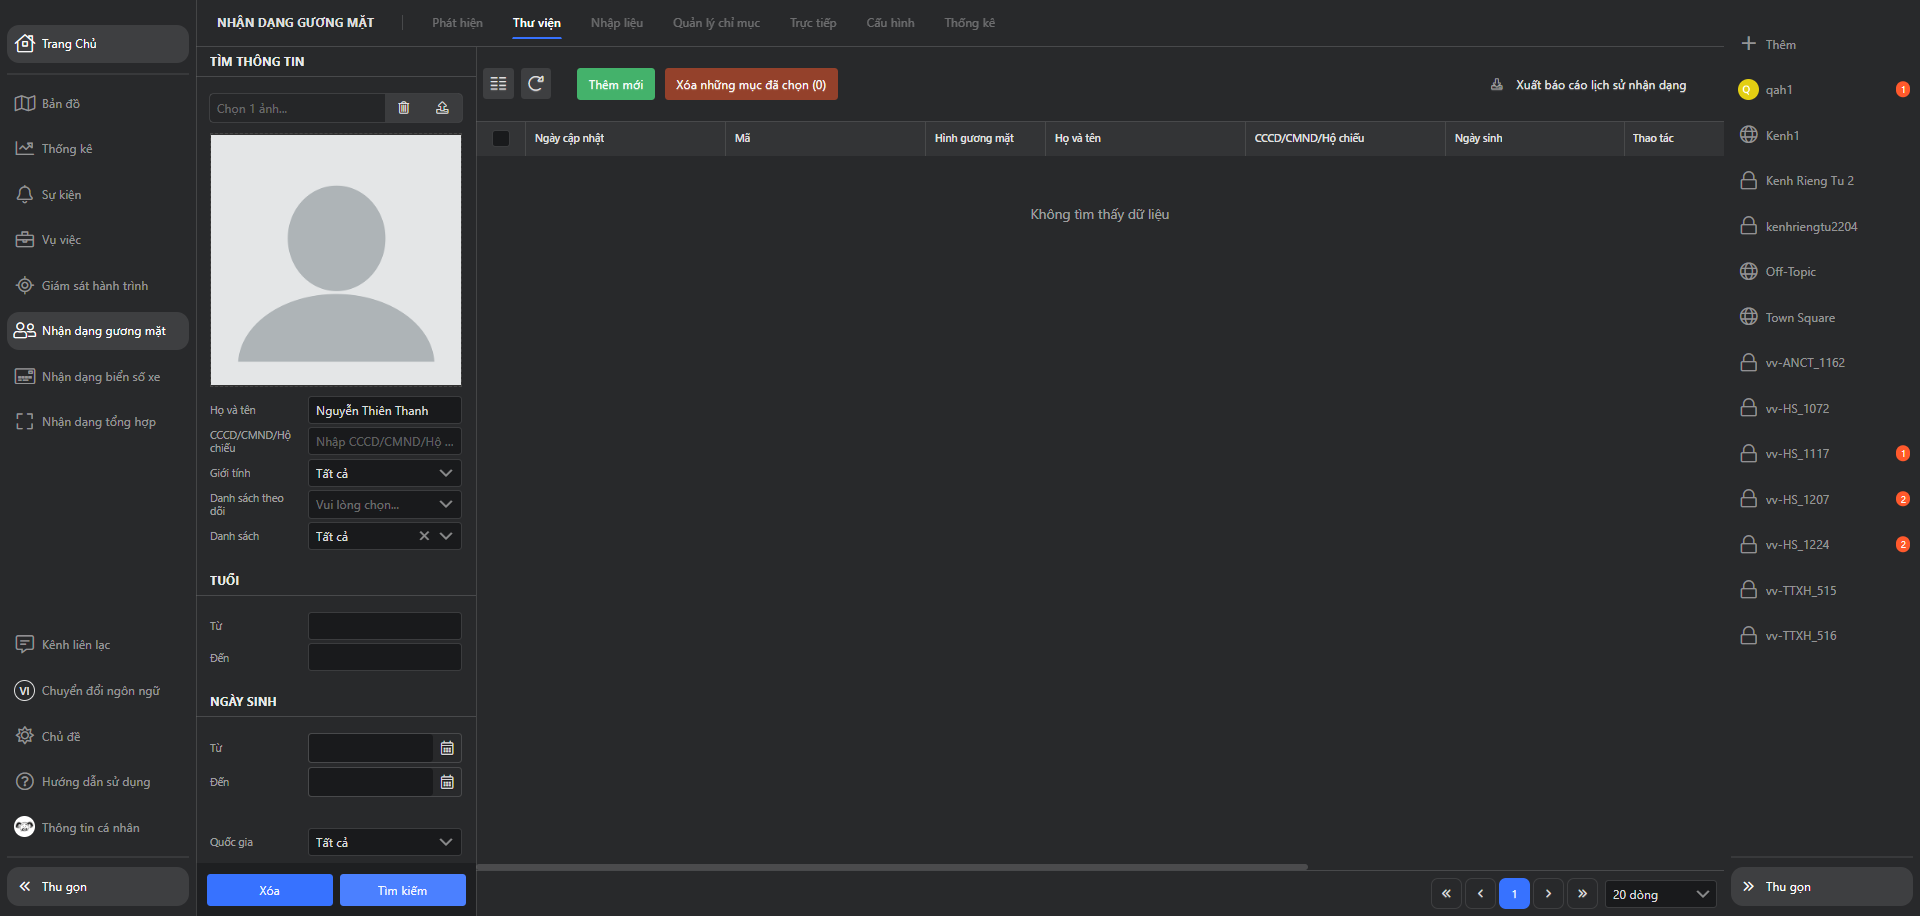 Trang Chủ
Bản đồ
Thống kê
Sự kiện
Vụ việc
Giám sát hành trình
Nhận dạng gương mặt
Nhận dạng biển số xe
Nhận dạng tổng hợp
Kênh liên lạc
VI
Chuyển đổi ngôn ngữ
Chủ đề
Hướng dẫn sử dụng
Thông tin cá nhân
Thu gọn
NHẬN DẠNG GƯƠNG MẶT
Phát hiện
Thư viện
Nhập liệu
Quản lý chỉ mục
Trực tiếp
Cấu hình
Thống kê
TÌM THÔNG TIN
Chọn 1 ảnh...
Họ và tên
Nguyễn Thiên Thanh
CCCD/CMND/Hộ
chiếu
Nhập CCCD/CMND/Hộ ...
Giới tính
Tất cả
Danh sách theo
dõi
Vui lòng chọn...
Danh sách
Tất cả
TUỔI
Từ
Đến
NGÀY SINH
Từ
Đến
Quốc gia
Tất cả
Xóa
Tìm kiếm
Thêm mới
Xóa những mục đã chọn (0)
Xuất báo cáo lịch sử nhận dạng
Ngày cập nhật
Mã
Hình gương mặt
Họ và tên
CCCD/CMND/Hộ chiếu
Ngày sinh
Thao tác
Không tìm thấy dữ liệu
1
20 dòng
Thêm
Q
qah1
1
Kenh1
Kenh Rieng Tu 2
kenhriengtu2204
Off-Topic
Town Square
vv-ANCT_1162
vv-HS_1072
vv-HS_1117
1
vv-HS_1207
2
vv-HS_1224
2
vv-TTXH_515
vv-TTXH_516
Thu gọn